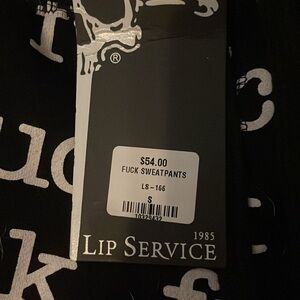 ®
$54.00
FUCK SWEATPANTS
LS-166
S
1985
LIP SERVICE
f
c
u
c
k
f